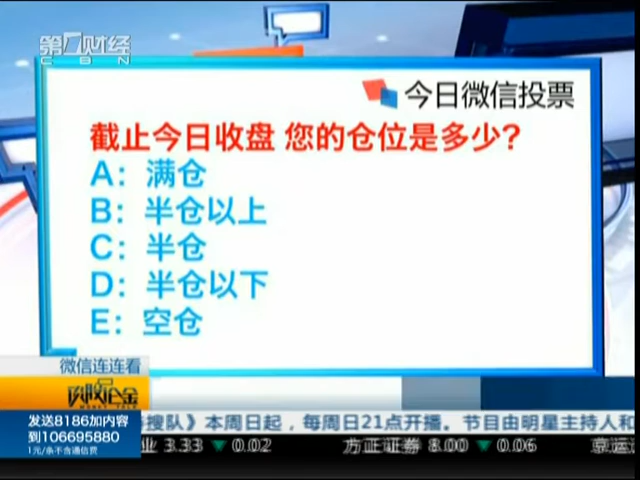 第一财经
CBN
今日微信投票
截止今日收盘 您的仓位是多少?
A: 满仓
B: 半仓以上
C: 半仓
D: 半仓以下
E: 空仓
微信连连看
谈股论金
MONEY TALK
发送8186加内容
到106695880
1元/条不含通信费
搜队》本周日起，每周日21点开播。节目由明星主持人和
业 3.33 ▼0.02 方正证券 8.00 ▼0.06 京运